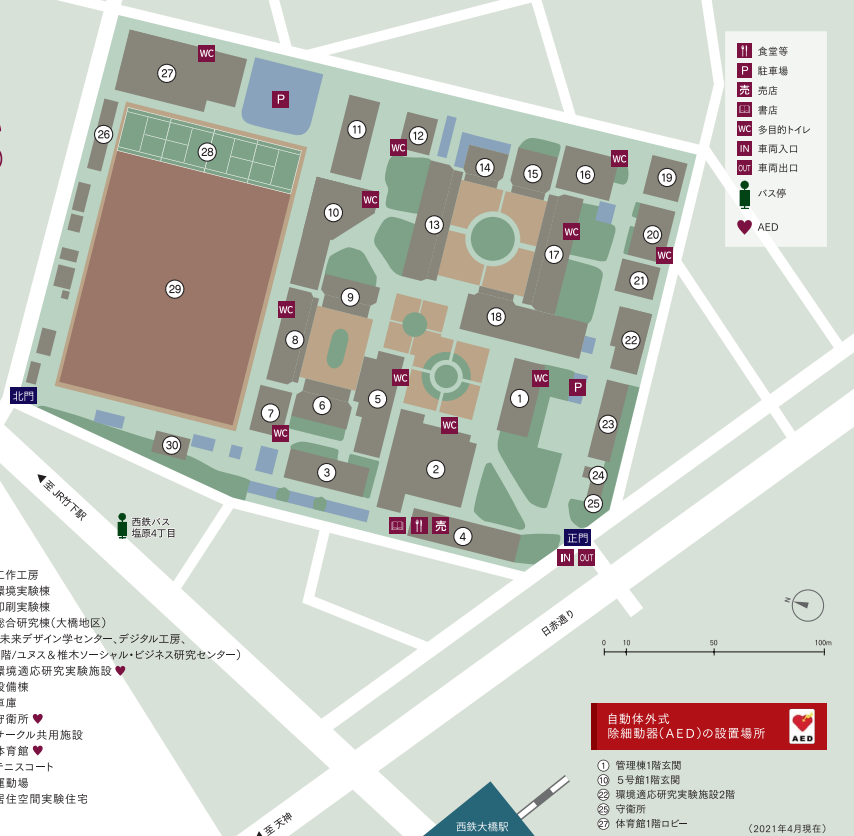 食堂等
P 駐車場
売 売店
書店
WC 多目的トイレ
IN 車両入口
OUT 車両出口
バス停
AED
WC
27
P
26
28
11
12
WC
14
15
16
WC
19
10
WC
13
17
WC
20
WC
21
29
9
WC
8
18
22
北門
WC
5
1
WC
P
7
6
WC
WC
23
30
3
2
24
25
売
4
正門
IN OUT
至 JR竹下駅
西鉄バス
塩原4丁目
日赤通り
N
0 10 50 100m
工作工房
環境実験棟
印刷実験棟
総合研究棟（大橋地区）
未来デザイン学センター、デジタル工房、
階/ユヌス＆椎木ソーシャル・ビジネス研究センター）
環境適応研究実験施設
設備棟
車庫
守衛所
サークル共用施設
体育館
テニスコート
運動場
居住空間実験住宅
至 天神
西鉄大橋駅
自動体外式
除細動器（AED）の設置場所
AED
① 管理棟1階玄関
⑩ 5号館1階玄関
㉒ 環境適応研究実験施設2階
㉕ 守衛所
㉗ 体育館1階ロビー
（2021年4月現在）